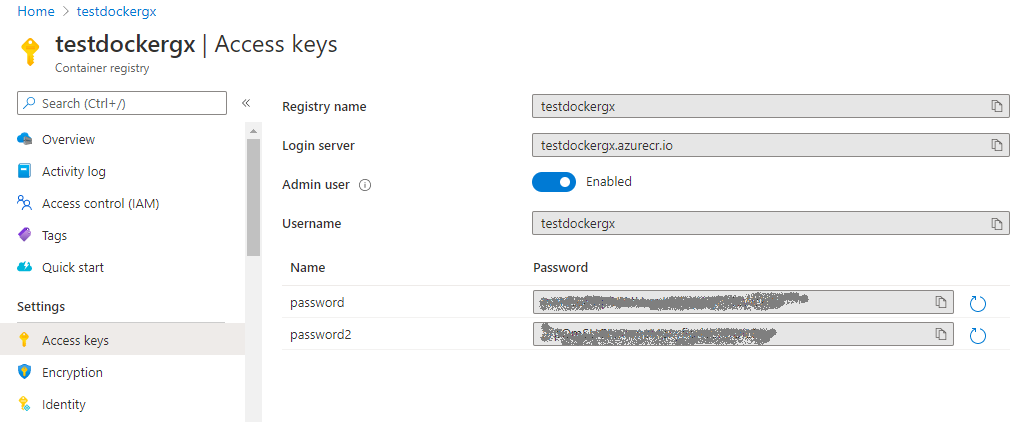 Home > testdockergx
testdockergx | Access keys
Container registry
Search (Ctrl+/)
«
Overview
Activity log
Access control (IAM)
Tags
Quick start
Settings
Access keys
Encryption
Identity
Registry name
testdockergx
Login server
testdockergx.azurecr.io
Admin user
Enabled
Username
testdockergx
Name
Password
password
password2